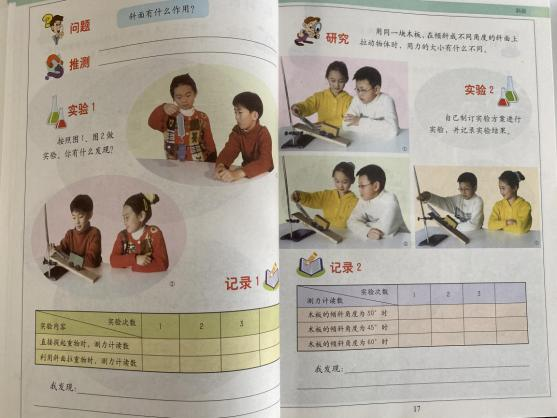 问题
斜面有什么作用?
推测
实验1
按照图1、图2做
实验,你有什么发现?
①
②
记录1
实验次数
实验内容
1
2
3
直接提起重物时,测力计读数
利用斜面拉重物时,测力计读数
我发现:
斜面
研究
用同一块木板,在倾斜成不同角度的斜面上
拉动物体时,用力的大小有什么不同。
实验2
自己制订实验方案进行
实验,并记录实验结果。
①
②
③
记录2
实验次数
测力计读数
1
2
3
木板的倾斜角度为30°时
木板的倾斜角度为45°时
木板的倾斜角度为60°时
我发现:
17